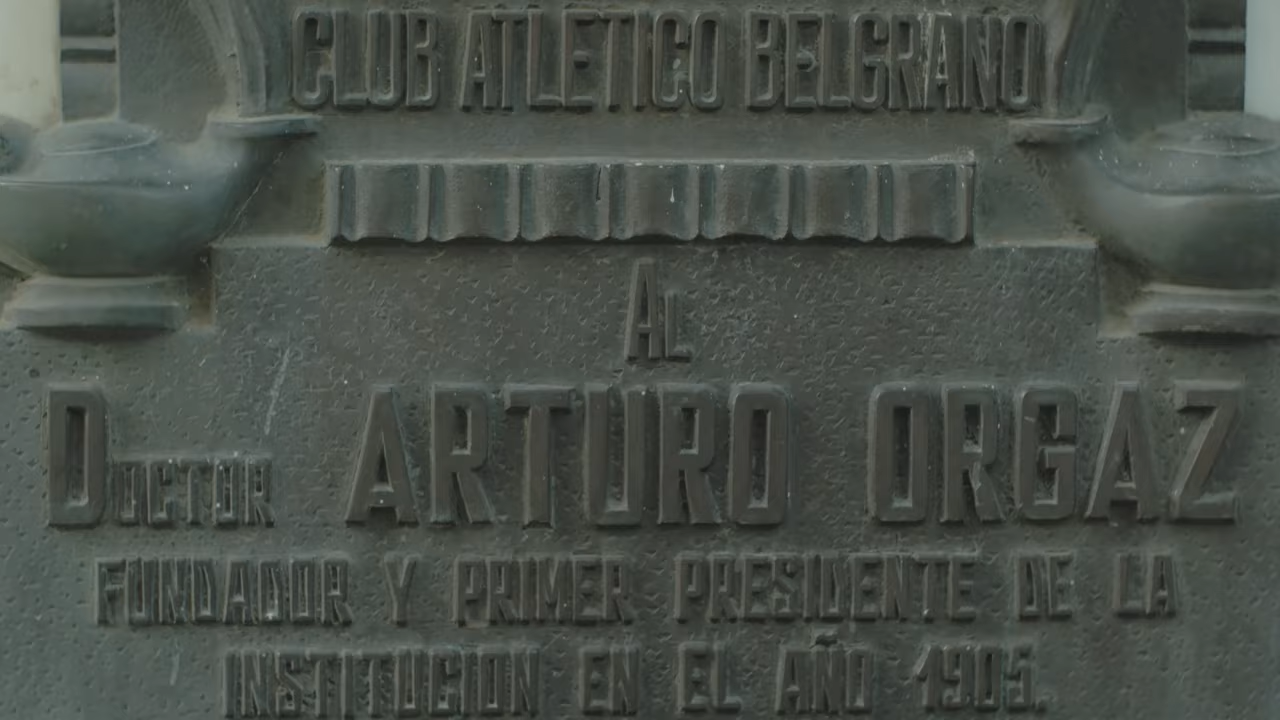 CLUB ATLETICO BELGRANO
AL
DOCTOR ARTURO ORGAZ
FUNDADOR Y PRIMER PRESIDENTE DE LA
INSTITUCION EN EL AÑO 1905.